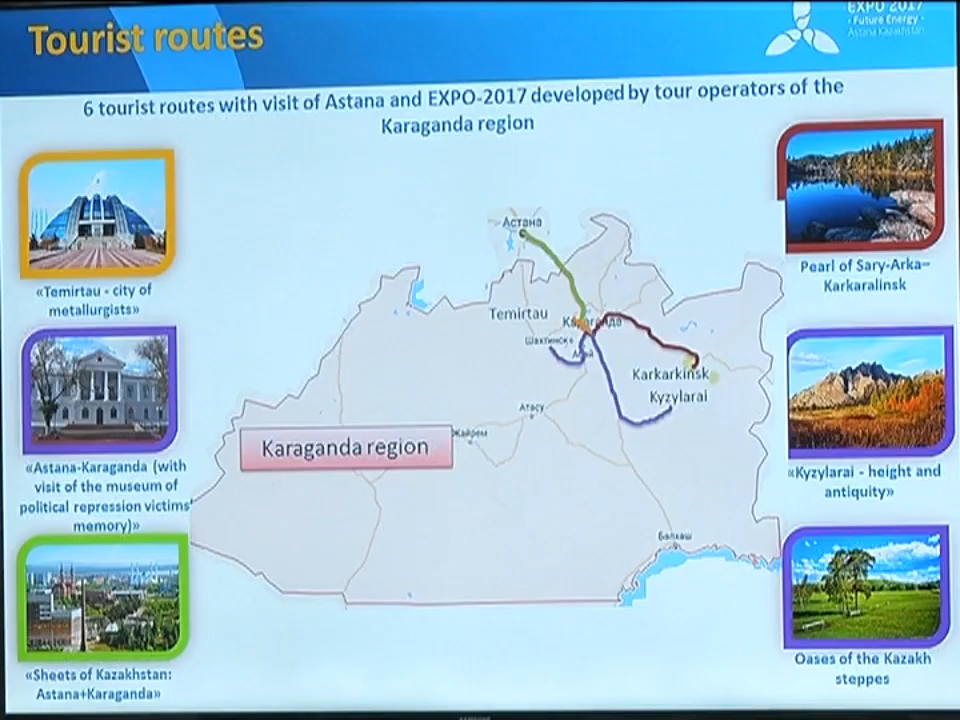 Tourist routes
EXPO 2017
• Future Energy •
Astana Kazakhstan
6 tourist routes with visit of Astana and EXPO-2017 developed by tour operators of the
Karaganda region
«Temirtau - city of
metallurgists»
«Astana-Karaganda (with
visit of the museum of
political repression victims'
memory)»
«Sheets of Kazakhstan:
Astana+Karaganda»
Астана
Temirtau
Караганда
Шахтинск
Абай
Karkarkinsk
Kyzylarai
Атасу
Жайрем
Karaganda region
Балхаш
Pearl of Sary-Arka–
Karkaralinsk
«Kyzylarai - height and
antiquity»
Oases of the Kazakh
steppes
SAMSUNG